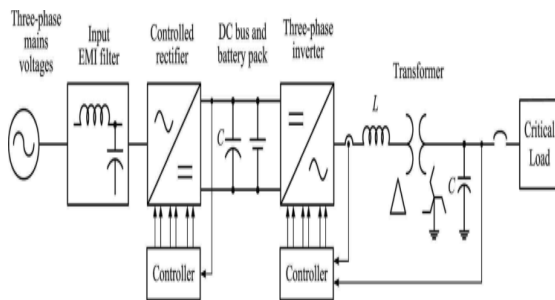 Three-phase
mains
voltages
Input
EMI filter
Controlled
rectifier
DC bus and
battery pack
Three-phase
inverter
Transformer
L
C
C
Critical
Load
Controller
Controller